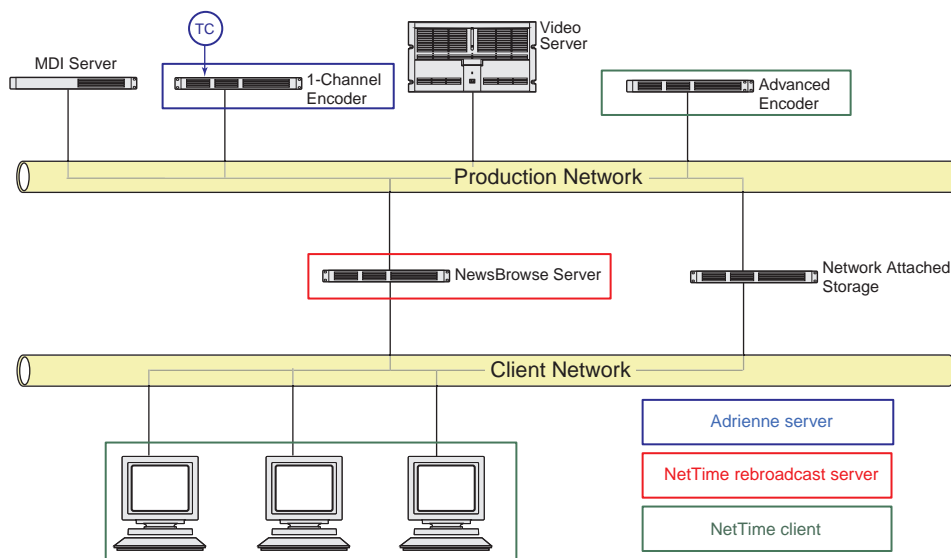 TC
Video
Server
MDI Server
1-Channel
Encoder
Advanced
Encoder
Production Network
NewsBrowse Server
Network Attached
Storage
Client Network
Adrienne server
NetTime rebroadcast server
NetTime client